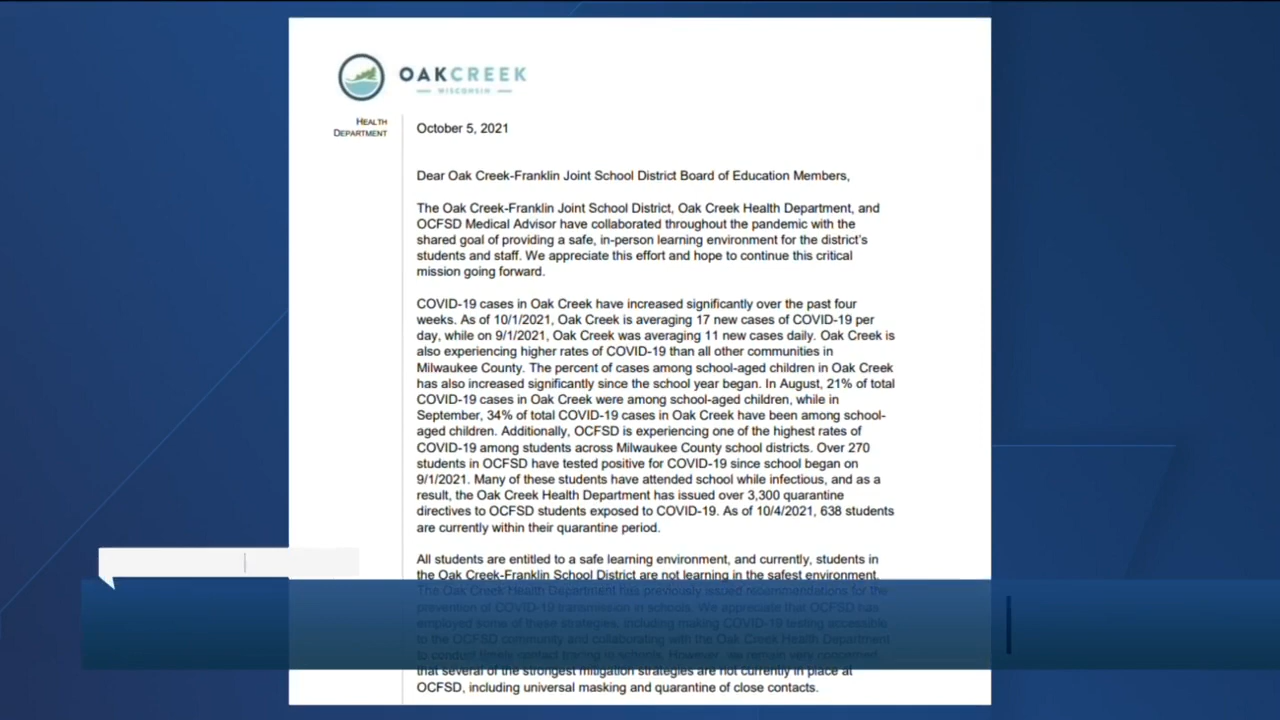 OAKCREEK
WISCONSIN
HEALTH
DEPARTMENT
October 5, 2021
Dear Oak Creek-Franklin Joint School District Board of Education Members,
The Oak Creek-Franklin Joint School District, Oak Creek Health Department, and
OCFSD Medical Advisor have collaborated throughout the pandemic with the
shared goal of providing a safe, in-person learning environment for the district's
students and staff. We appreciate this effort and hope to continue this critical
mission going forward.
COVID-19 cases in Oak Creek have increased significantly over the past four
weeks. As of 10/1/2021, Oak Creek is averaging 17 new cases of COVID-19 per
day, while on 9/1/2021, Oak Creek was averaging 11 new cases daily. Oak Creek is
also experiencing higher rates of COVID-19 than all other communities in
Milwaukee County. The percent of cases among school-aged children in Oak Creek
has also increased significantly since the school year began. In August, 21% of total
COVID-19 cases in Oak Creek were among school-aged children, while in
September, 34% of total COVID-19 cases in Oak Creek have been among school-
aged children. Additionally, OCFSD is experiencing one of the highest rates of
COVID-19 among students across Milwaukee County school districts. Over 270
students in OCFSD have tested positive for COVID-19 since school began on
9/1/2021. Many of these students have attended school while infectious, and as a
result, the Oak Creek Health Department has issued over 3,300 quarantine
directives to OCFSD students exposed to COVID-19. As of 10/4/2021, 638 students
are currently within their quarantine period.
All students are entitled to a safe learning environment, and currently, students in
the Oak Creek-Franklin School District are not learning in the safest environment.
The Oak Creek Health Department has previously issued recommendations for the
prevention of COVID-19 transmission in schools. We appreciate that OCFSD has
employed some of these strategies, including making COVID-19 testing accessible
to the OCFSD community and collaborating with the Oak Creek Health Department
to conduct timely contact tracing in schools. However, we remain very concerned
that several of the strongest mitigation strategies are not currently in place at
OCFSD, including universal masking and quarantine of close contacts.